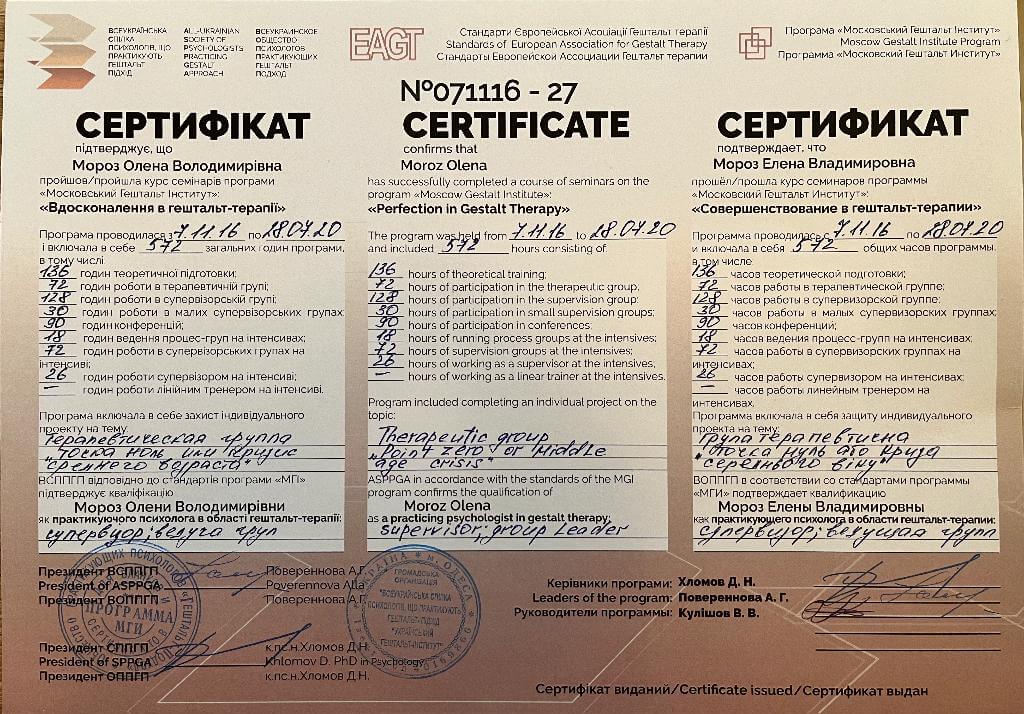 ВСЕУКРАЇНСЬКА
СПІЛКА
ПСИХОЛОГІВ, ЩО
ПРАКТИКУЮТЬ
ГЕШТАЛЬТ
ПІДХІД
ALL-UKRAINIAN
SOCIETY OF
PSYCHOLOGISTS
PRACTICING
GESTALT
APPROACH
ВСЕУКРАИНСКОЕ
ОБЩЕСТВО
ПСИХОЛОГОВ
ПРАКТИКУЮЩИХ
ГЕШТАЛЬТ
ПОДХОД
EAGT
Стандарти Європейської Асоціації Гештальт терапії
Standards of European Association for Gestalt Therapy
Стандарты Европейской Ассоциации Гештальт терапии
Програма «Московський Гештальт Інститут»
Moscow Gestalt Institute Program
Программа «Московский Гештальт Институт»
№071116 - 27
СЕРТИФІКАТ
підтверджує, що
Мороз Олена Володимирівна
пройшов/пройшла курс семінарів програми
«Московський Гештальт Інститут»:
«Вдосконалення в гештальт-терапії»
Програма проводилася з 7.11.16 по 28.07.20
і включала в себе 572 загальних годин програми,
в тому числі:
136 годин теоретичної підготовки;
72 годин роботи в терапевтичній групі;
128 годин роботи в супервізорській групі;
30 годин роботи в малих супервізорських групах;
90 годин конференцій;
18 годин ведення процес-груп на інтенсивах;
72 годин роботи в супервізорських групах на
інтенсиві;
26 годин роботи супервізором на інтенсиві;
— годин роботи лінійним тренером на інтенсиві.
Програма включала в себе захист індивідуального
проекту на тему:
Терапевтическая группа
"Точка ноль или кризис
среднего возраста"
ВСППГП відповідно до стандартів програми «МГІ»
підтверджує кваліфікацію
Мороз Олени Володимирівни
як практикуючого психолога в області гештальт-терапії:
супервизор; ведуча груп
CERTIFICATE
confirms that
Moroz Olena
has successfully completed a course of seminars on the
program «Moscow Gestalt Institute»:
«Perfection in Gestalt Therapy»
The program was held from 7.11.16 to 28.07.20
and included 572 hours consisting of:
136 hours of theoretical training;
72 hours of participation in the therapeutic group;
128 hours of participation in the supervision group;
30 hours of participation in small supervision groups;
90 hours of participation in conferences;
18 hours of running process groups at the intensives;
72 hours of supervision groups at the intensives;
26 hours of working as a supervisor at the intensives,
— hours of working as a linear trainer at the intensives.
Program included completing an individual project on the
topic:
Therapeutic group
"Point zero or Middle
age crisis"
ASPPGA in accordance with the standards of the MGI
program confirms the qualification of
Moroz Olena
as a practicing psychologist in gestalt therapy;
supervisor; group Leader
СЕРТИФИКАТ
подтверждает, что
Мороз Елена Владимировна
прошёл/прошла курс семинаров программы
«Московский Гештальт Институт»:
«Совершенствование в гештальт-терапии»
Программа проводилась с 7.11.16 по 28.07.20
и включала в себя 572 общих часов программы,
в том числе:
136 часов теоретической подготовки;
72 часов работы в терапевтической группе;
128 часов работы в супервизорской группе;
30 часов работы в малых супервизорских группах;
90 часов конференций;
18 часов ведения процесс-групп на интенсивах;
72 часов работы в супервизорских группах на
интенсивах;
26 часов работы супервизором на интенсивах;
— часов работы линейным тренером на
интенсивах.
Программа включала в себя защиту индивидуального
проекта на тему:
Група терапевтична
"Точка нуль або криза
середнього віку"
ВОППГП в соответствии со стандартами программы
«МГИ» подтверждает квалификацию
Мороз Елены Владимировны
как практикующего психолога в области гештальт-терапии:
супервизор; ведущая групп
Президент ВСППГП Повереннова А.Г.
President of ASPPGA Poverennova Alla
Президент ВОППГП Повереннова А.Г.
Президент СППГП к.пс.н.Хломов Д.Н.
President of SPPGA Khlomov D. PhD in Psychology
Президент ОППГП к.пс.н.Хломов Д.Н.
ПРОГРАММА
МГИ
УКРАЇНА * м.ОДЕСА
ГРОМАДСЬКА
ОРГАНІЗАЦІЯ
"ВСЕУКРАЇНСЬКА СПІЛКА
ПСИХОЛОГІВ, ЩО ПРАКТИКУЮТЬ
ГЕШТАЛЬТ-ПІДХІД
"УКРАЇНСЬКИЙ
ГЕШТАЛЬТ-ІНСТИТУТ"
Керівники програми: Хломов Д. Н.
Leaders of the program: Повереннова А. Г.
Руководители программы: Кулішов В. В.
Сертифікат виданий/Certificate issued/Сертификат выдан